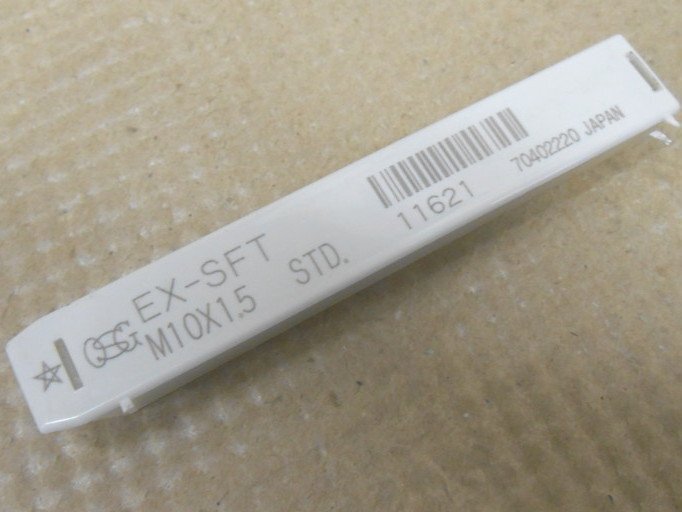 OSG
EX-SFT
M10X1.5 STD.
11621
70402220 JAPAN